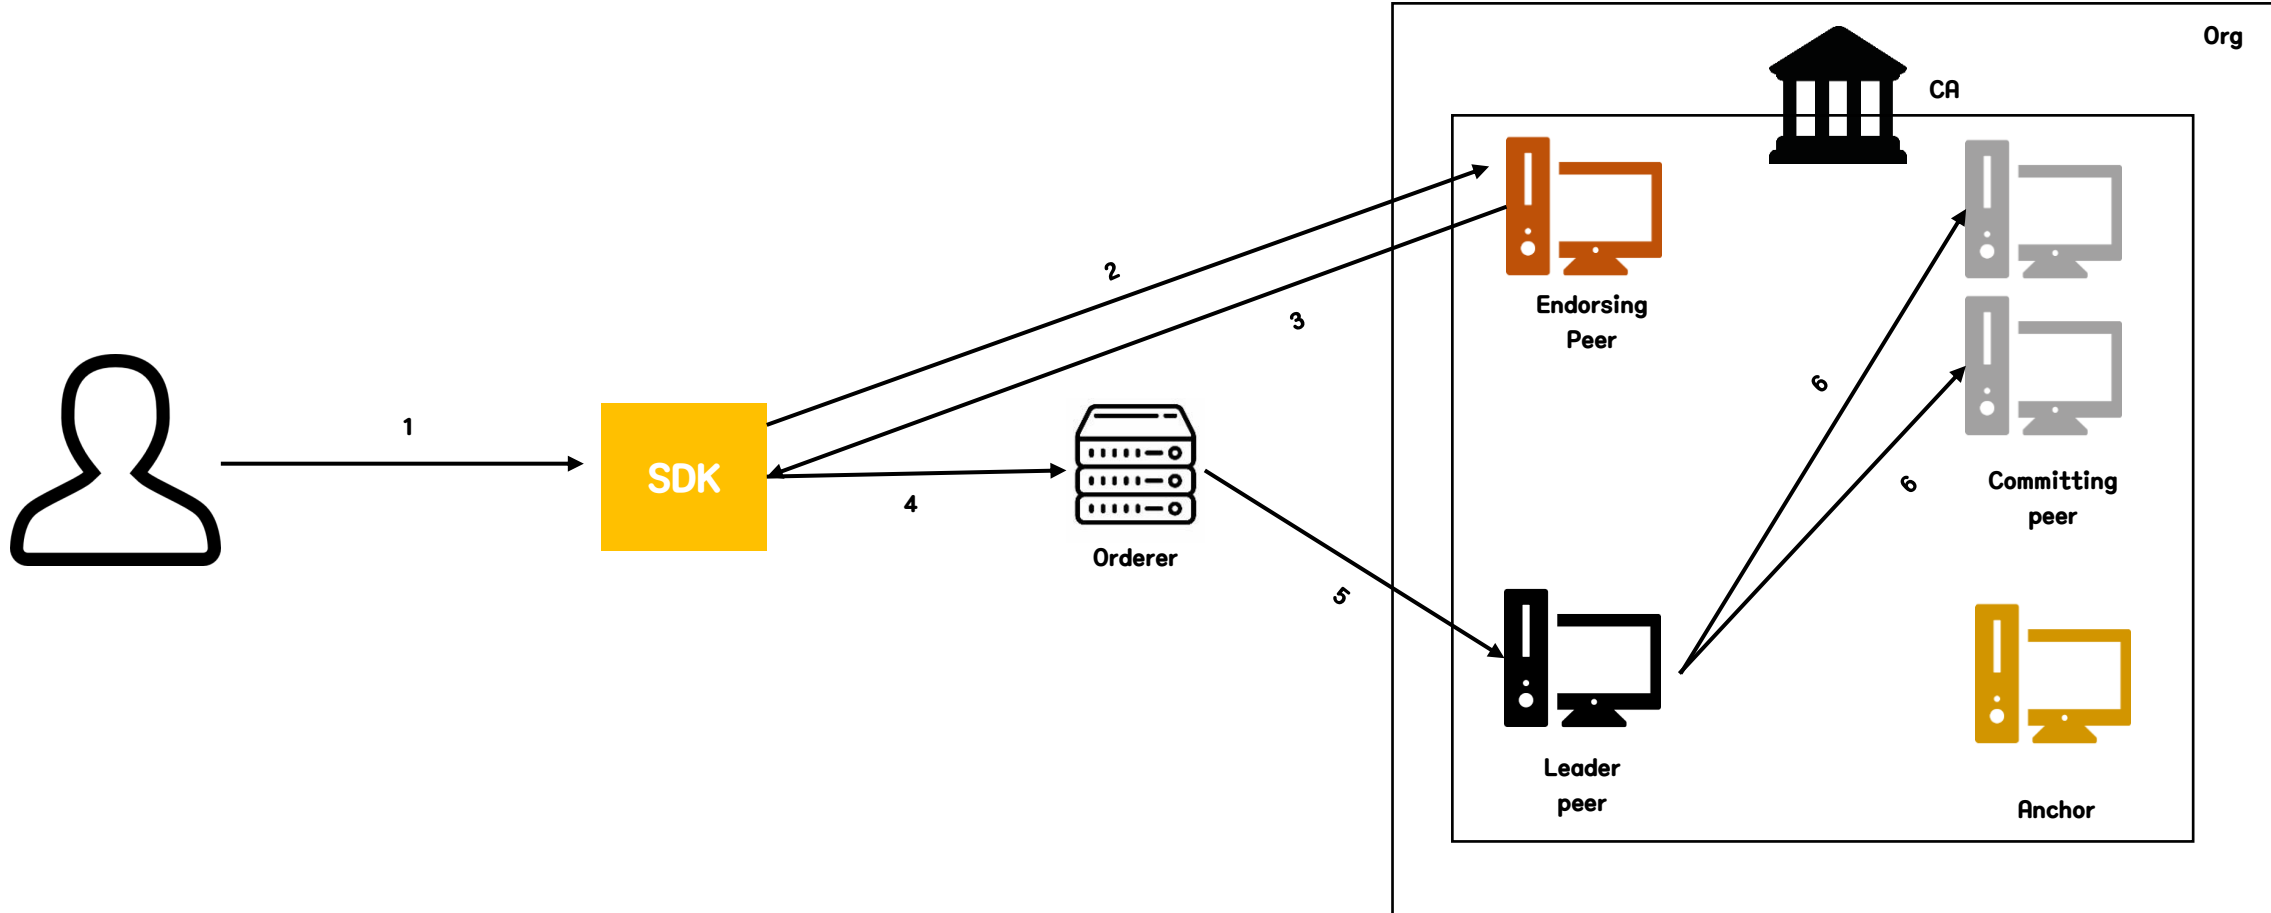 Org
CA
Endorsing
Peer
2
3
1
SDK
4
Orderer
5
6
6
Committing
peer
Leader
peer
Anchor